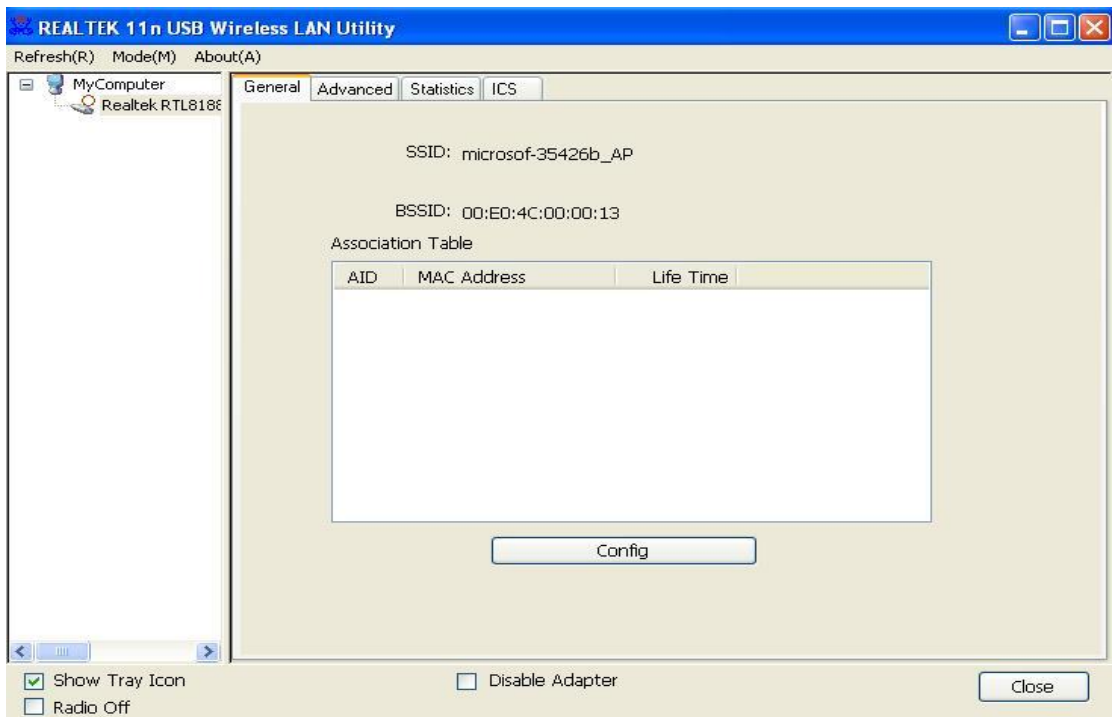 REALTEK 11n USB Wireless LAN Utility
Refresh(R) Mode(M) About(A)
MyComputer
Realtek RTL8188
General Advanced Statistics ICS
SSID: microsof-35426b_AP
BSSID: 00:E0:4C:00:00:13
Association Table
AID MAC Address Life Time
Config
Show Tray Icon
Radio Off
Disable Adapter
Close